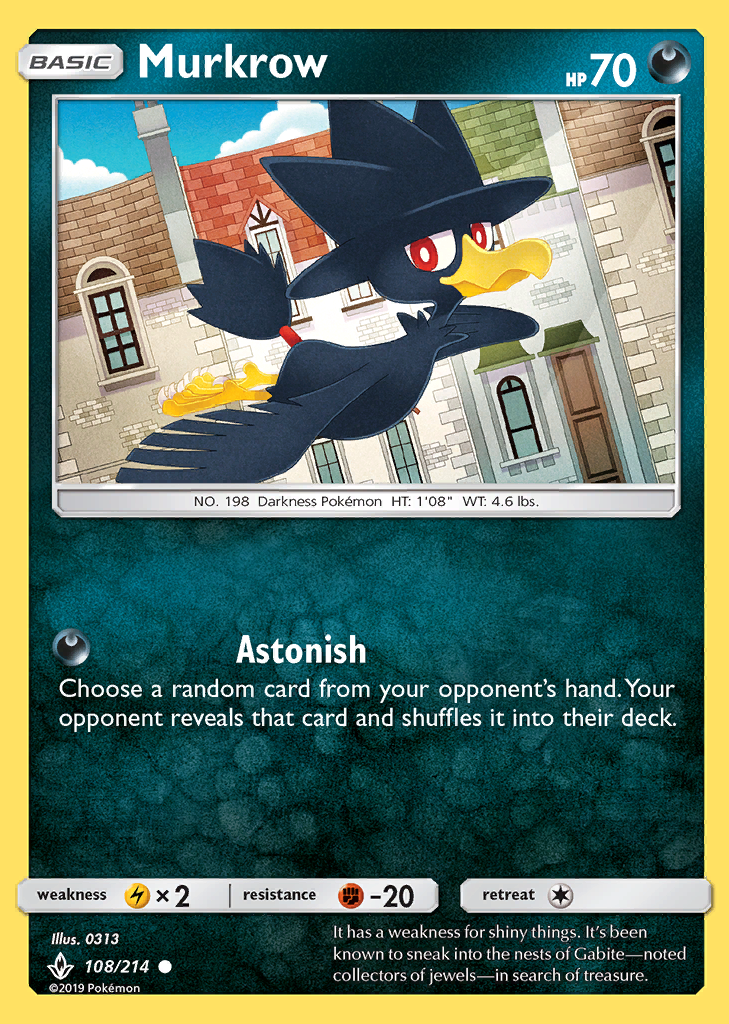 BASIC Murkrow HP 70
NO. 198 Darkness Pokémon HT: 1'08" WT: 4.6 lbs.
Astonish
Choose a random card from your opponent's hand. Your
opponent reveals that card and shuffles it into their deck.
weakness ×2 resistance -20 retreat
Illus. 0313
108/214
©2019 Pokémon
It has a weakness for shiny things. It's been
known to sneak into the nests of Gabite—noted
collectors of jewels—in search of treasure.